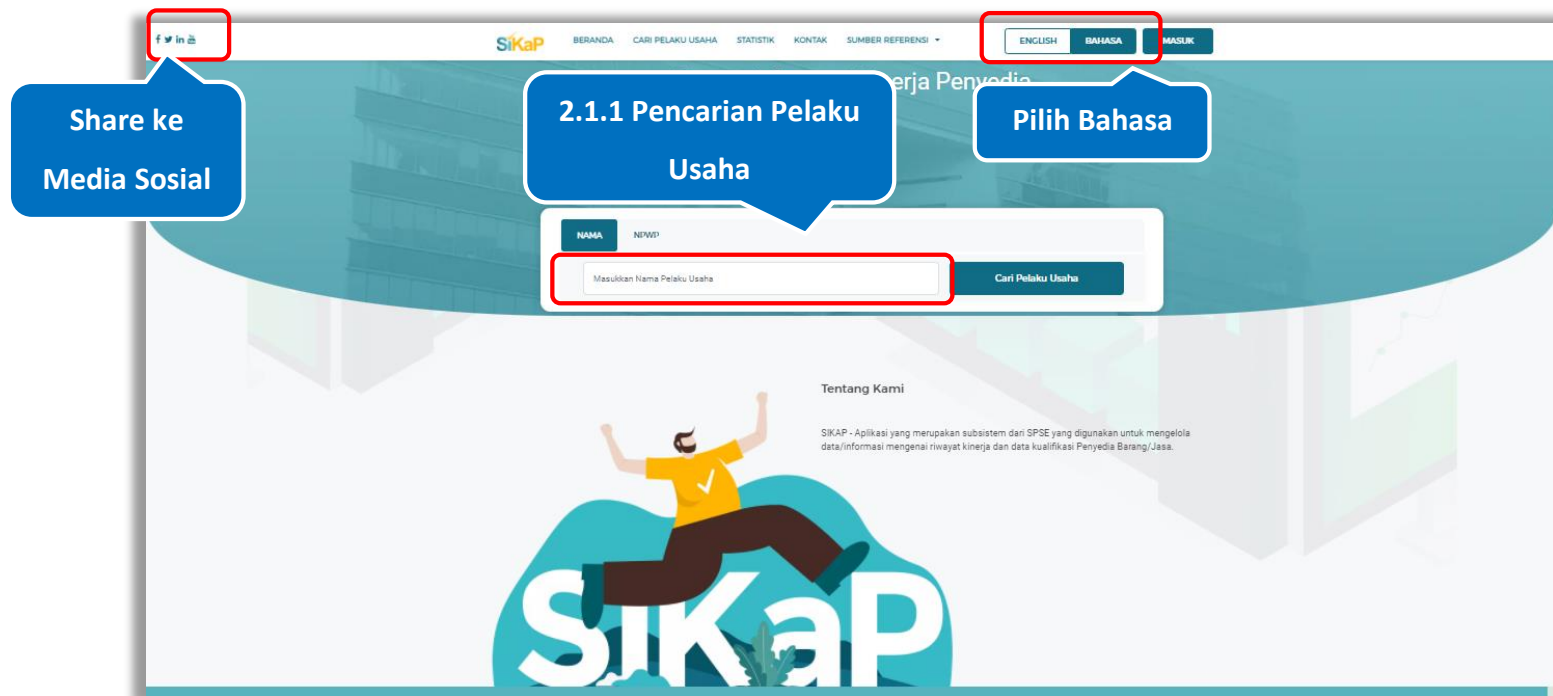 SiKaP
BERANDA CARI PELAKU USAHA STATISTIK KONTAK SUMBER REFERENSI
ENGLISH BAHASA MASUK
erja Penyedia
Share ke
Media Sosial
2.1.1 Pencarian Pelaku
Usaha
Pilih Bahasa
NAMA NPWP
Masukkan Nama Pelaku Usaha
Cari Pelaku Usaha
Tentang Kami
SIKAP - Aplikasi yang merupakan subsistem dari SPSE yang digunakan untuk mengelola
data/informasi mengenai riwayat kinerja dan data kualifikasi Penyedia Barang/Jasa.
SIKaP